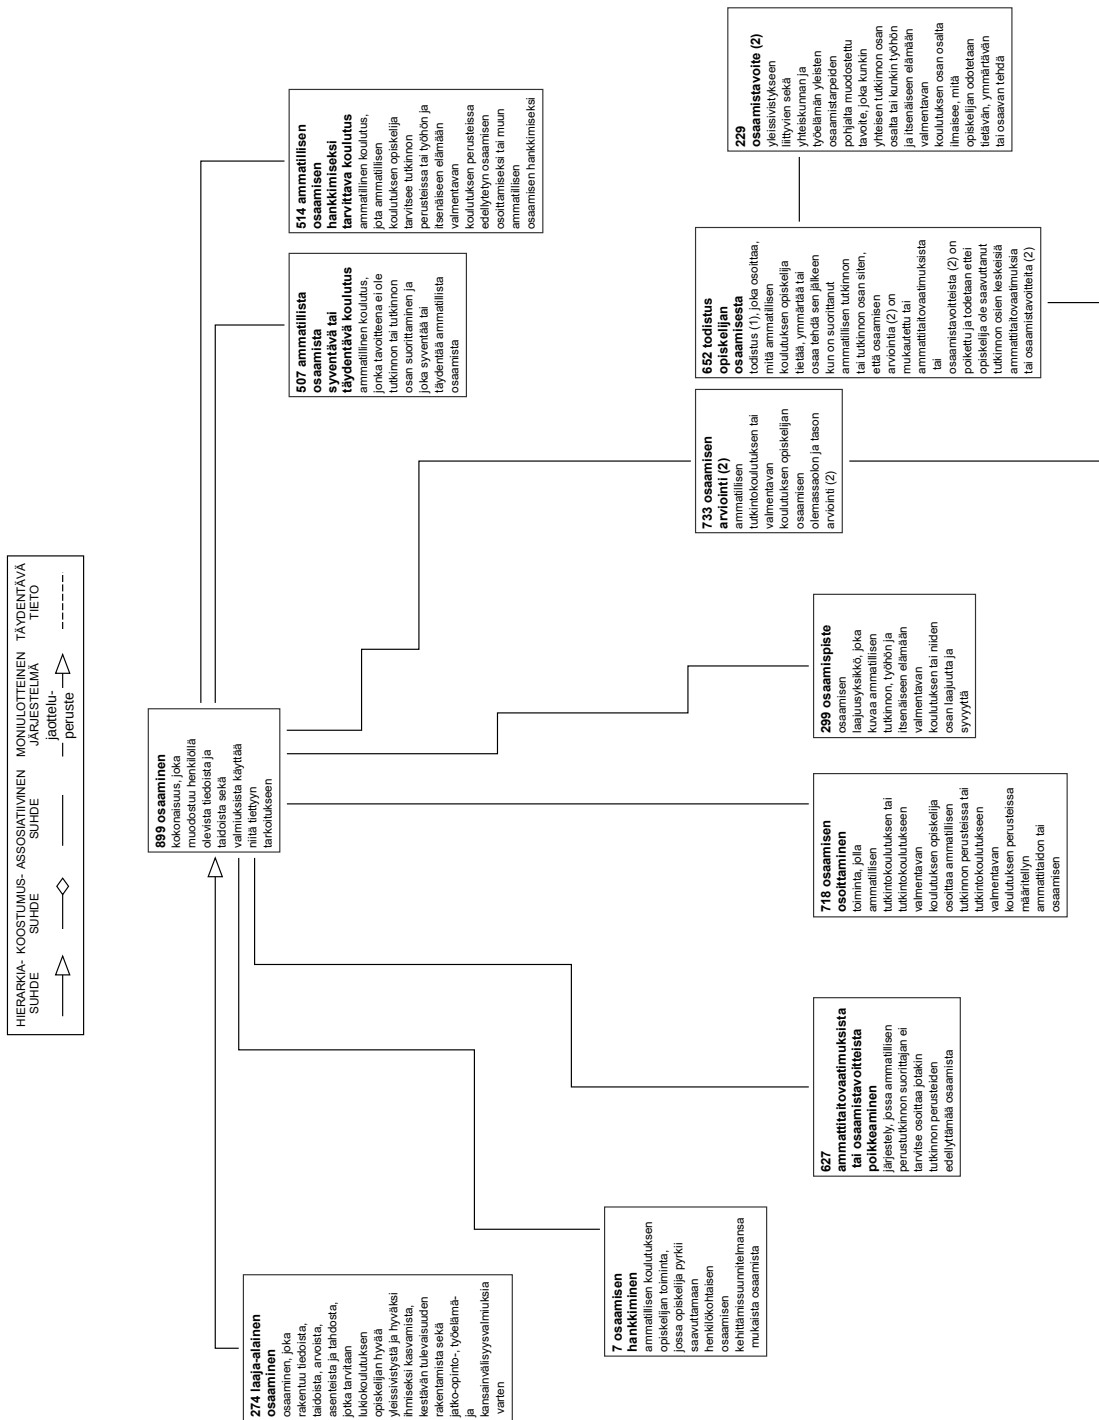 HIERARKIA- KOOSTUMUS- ASSOSIATIIVINEN MONIULOTTEINEN TÄYDENTÄVÄ
SUHDE SUHDE SUHDE JÄRJESTELMÄ TIETO
jaottelu-
peruste
274 laaja-alainen
osaaminen
osaaminen, joka
rakentuu tiedoista,
taidoista, arvoista,
asenteista ja tahdosta,
jotka tarvitaan
lukiokoulutuksen
opiskelijan hyvää
yleissivistystä ja hyväksi
ihmiseksi kasvamista,
kestävän tulevaisuuden
rakentamista sekä
jatko-opinto-, työelämä-
ja
kansainvälisyysvalmiuksia
varten
899 osaaminen
kokonaisuus, joka
muodostuu henkilöllä
olevista tiedoista ja
taidoista sekä
valmiuksista käyttää
niitä tiettyyn
tarkoitukseen
507 ammatillista
osaamista
syventävä tai
täydentävä koulutus
ammatillinen koulutus,
jonka tavoitteena ei ole
tutkinnon tai tutkinnon
osan suorittaminen ja
joka syventää tai
täydentää ammatillista
osaamista
514 ammatillisen
osaamisen
hankkimiseksi
tarvittava koulutus
ammatillinen koulutus,
jota ammatillisen
koulutuksen opiskelija
tarvitsee tutkinnon
perusteissa tai työhön ja
itsenäiseen elämään
valmentavan
koulutuksen perusteissa
edellytetyn osaamisen
osoittamiseksi tai muun
ammatillisen
osaamisen hankkimiseksi
7 osaamisen
hankkiminen
ammatillisen koulutuksen
opiskelijan toiminta,
jossa opiskelija pyrkii
saavuttamaan
henkilökohtaisen
osaamisen
kehittämissuunnitelmansa
mukaista osaamista
627
ammattitaitovaatimuksista
tai osaamistavoitteista
poikkeaminen
järjestely, jossa ammatillisen
perustutkinnon suorittajan ei
tarvitse osoittaa jotakin
tutkinnon perusteiden
edellyttämää osaamista
718 osaamisen
osoittaminen
toiminta, jolla
ammatillisen
tutkintokoulutuksen tai
tutkintokoulutukseen
valmentavan
koulutuksen opiskelija
osoittaa ammatillisen
tutkinnon perusteissa tai
tutkintokoulutukseen
valmentavan
koulutuksen perusteissa
määritellyn
ammattitaidon tai
osaamisen
299 osaamispiste
osaamisen
laajuusyksikkö, joka
kuvaa ammatillisen
tutkinnon, työhön ja
itsenäiseen elämään
valmentavan
koulutuksen tai niiden
osan laajuutta ja
syvyyttä
733 osaamisen
arviointi (2)
ammatillisen
tutkintokoulutuksen tai
valmentavan
koulutuksen opiskelijan
osaamisen
olemassaolon ja tason
arviointi (2)
652 todistus
opiskelijan
osaamisesta
todistus (1), joka osoittaa,
mitä ammatillisen
koulutuksen opiskelija
tietää, ymmärtää tai
osaa tehdä sen jälkeen
kun on suorittanut
ammatillisen tutkinnon
tai tutkinnon osan siten,
että osaamisen
arviointia (2) on
mukautettu tai
ammattitaitovaatimuksista
tai
osaamistavoitteista (2) on
poikettu ja todetaan ettei
opiskelija ole saavuttanut
tutkinnon osien keskeisiä
ammattitaitovaatimuksia
tai osaamistavoitteita (2)
229
osaamistavoite (2)
yleissivistykseen
liittyvien sekä
yhteiskunnan ja
työelämän yleisten
osaamistarpeiden
pohjalta muodostettu
tavoite, joka kunkin
yhteisen tutkinnon osan
osalta tai kunkin työhön
ja itsenäiseen elämään
valmentavan
koulutuksen osan osalta
ilmaisee, mitä
opiskelijan odotetaan
tietävän, ymmärtävän
tai osaavan tehdä